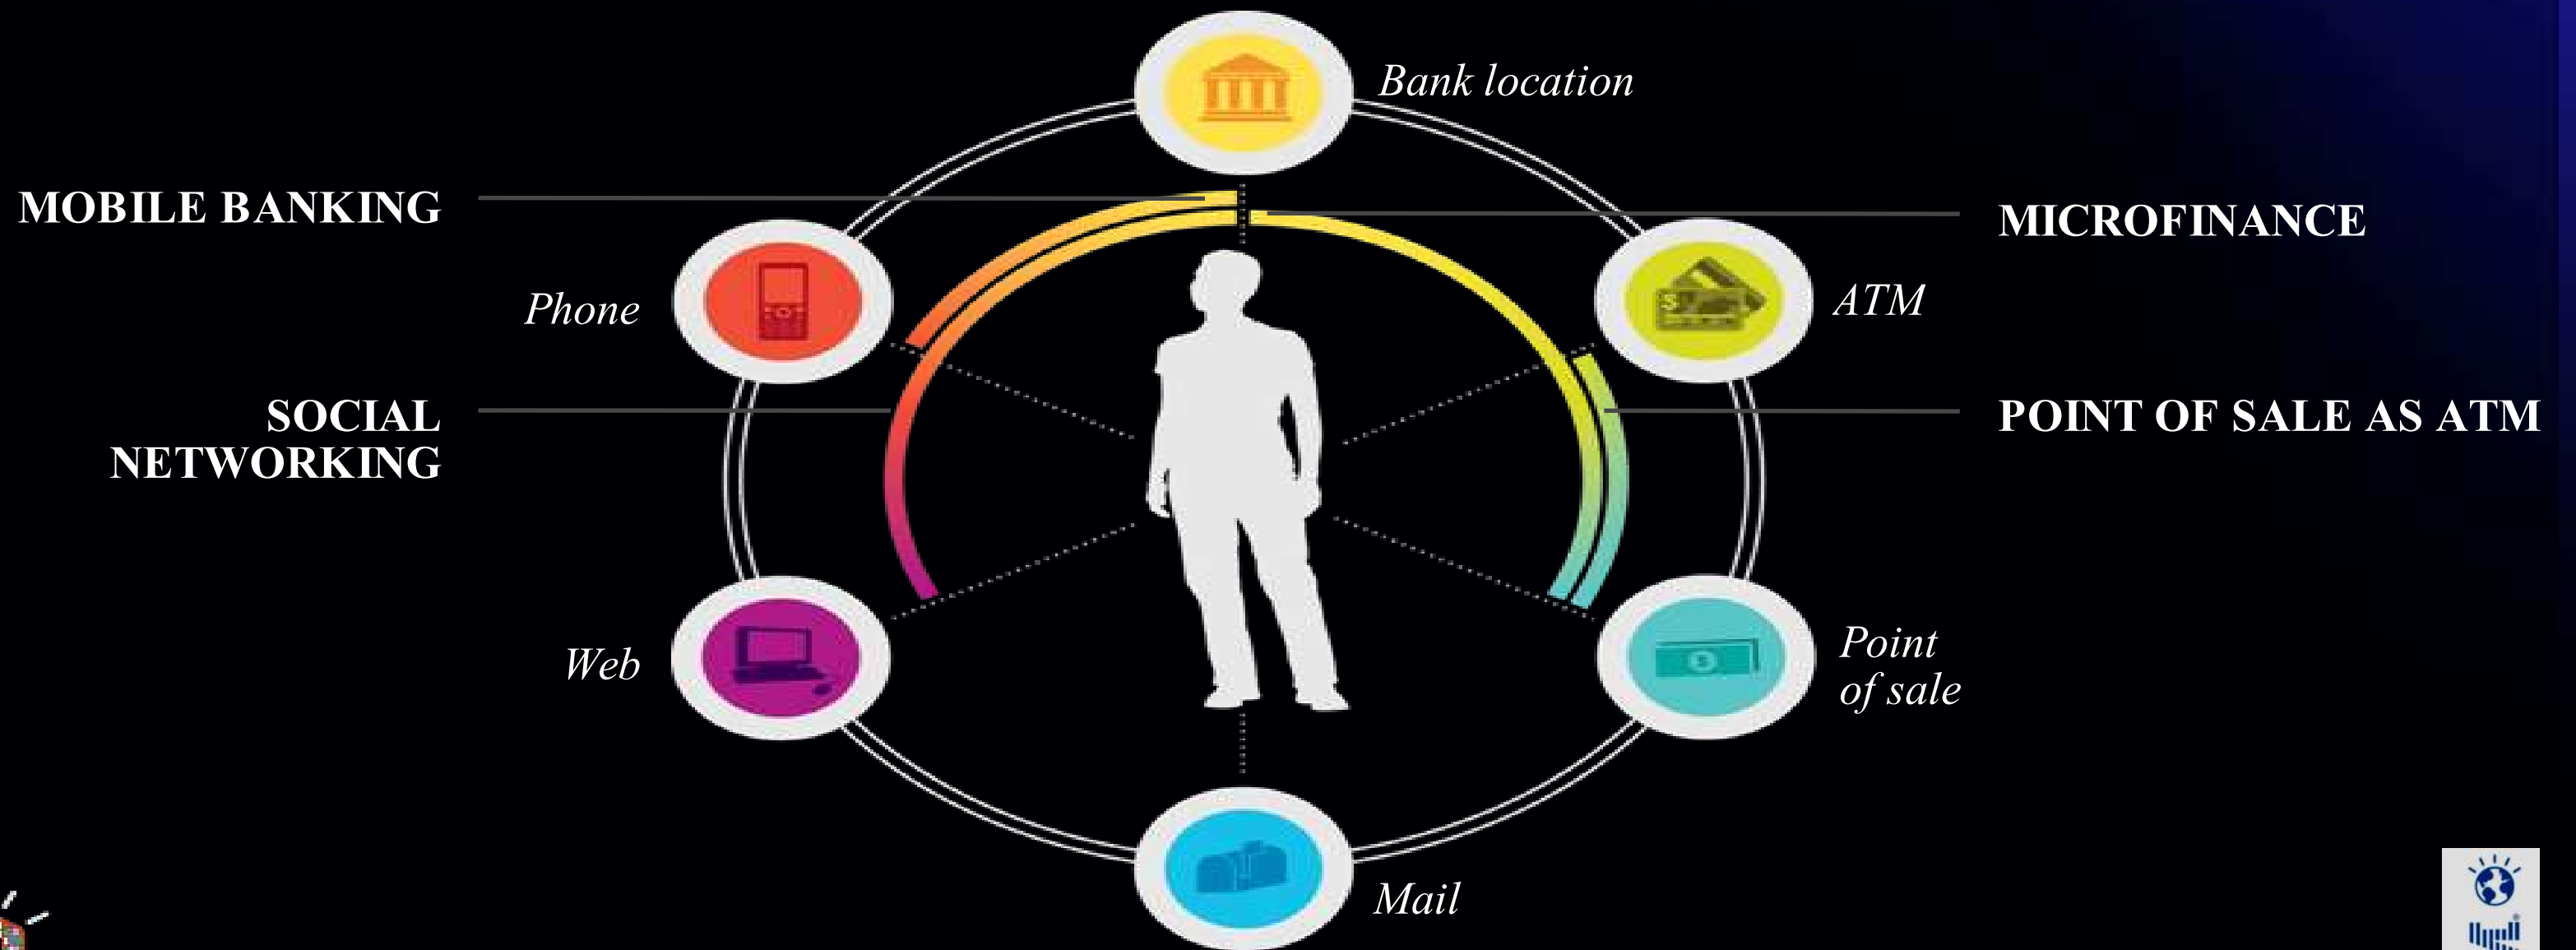 Bank location
MOBILE BANKING
MICROFINANCE
Phone
ATM
SOCIAL
NETWORKING
POINT OF SALE AS ATM
Web
Point
of sale
Mail